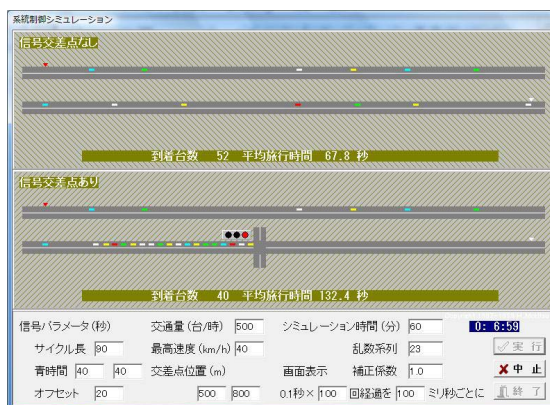 系統制御シミュレーション
信号交差点なし
到着台数 52 平均旅行時間 67.8 秒
信号交差点あり
到着台数 40 平均旅行時間 132.4 秒
信号パラメータ(秒) 交通量(台/時) 500 シミュレーション時間(分) 60 0: 6:59
サイクル長 90 最高速度(km/h) 40 乱数系列 23 実 行
青時間 40 40 交差点位置(m) 画面表示 補正係数 1.0 中 止
オフセット 20 500 800 0.1秒× 100 回経過を 100 ミリ秒ごとに 終 了